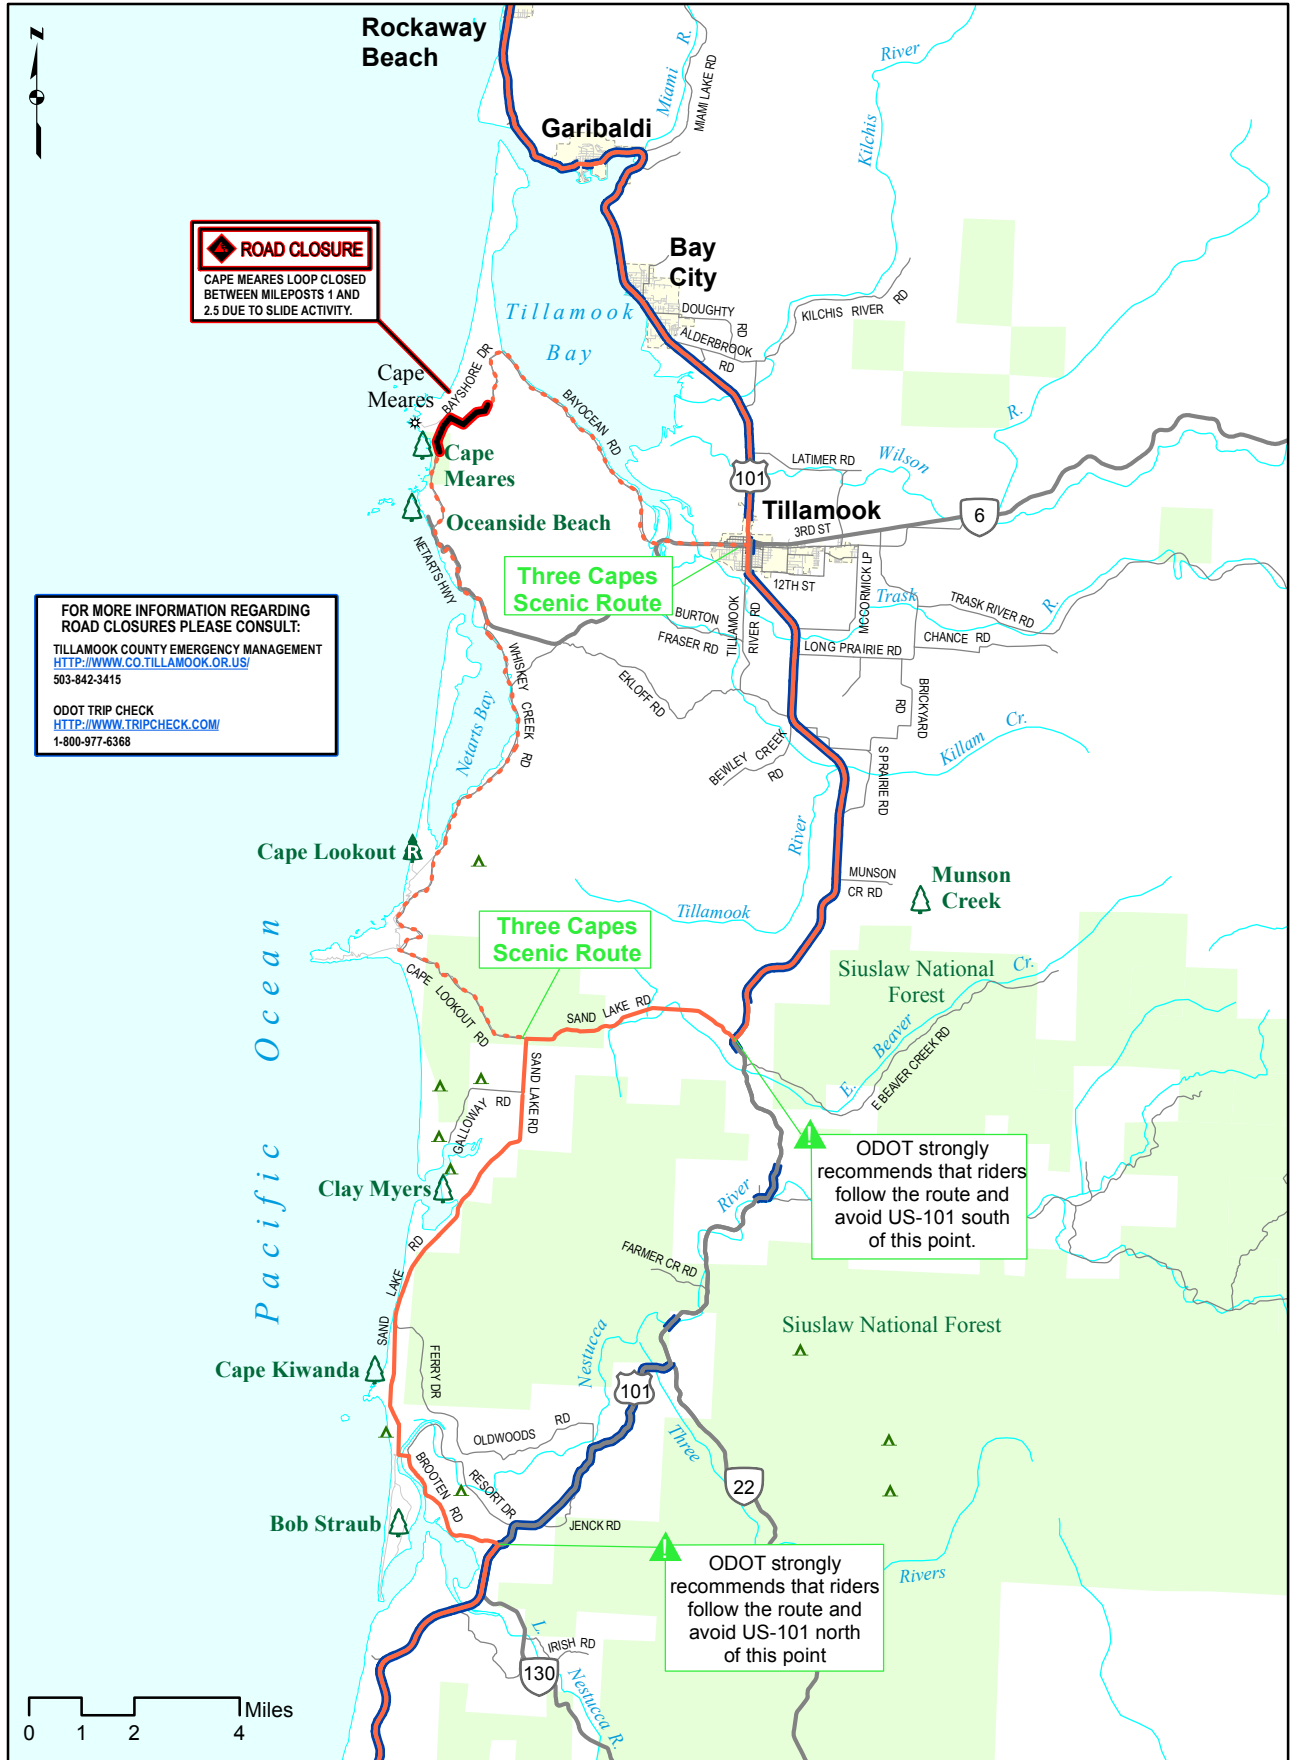 Rockaway
Beach
Miami R.
MIAMI LAKE RD
River
Kilchis
Garibaldi
ROAD CLOSURE
CAPE MEARES LOOP CLOSED
BETWEEN MILEPOSTS 1 AND
2.5 DUE TO SLIDE ACTIVITY.
Bay
City
DOUGHTY
RD
ALDERBROOK
RD
KILCHIS RIVER RD
Tillamook
Bay
BAYSHORE DR
BAYOCEAN RD
Cape
Meares
Cape
Meares
Oceanside Beach
NETARTS HWY
R.
LATIMER RD
Wilson
101
Tillamook
3RD ST
6
12TH ST
MCCORMICK LP
Trask
TRASK RIVER RD
R.
Three Capes
Scenic Route
BURTON
FRASER RD
TILLAMOOK
RIVER RD
CHANCE RD
LONG PRAIRIE RD
FOR MORE INFORMATION REGARDING
ROAD CLOSURES PLEASE CONSULT:
TILLAMOOK COUNTY EMERGENCY MANAGEMENT
HTTP://WWW.CO.TILLAMOOK.OR.US/
503-842-3415
ODOT TRIP CHECK
HTTP://WWW.TRIPCHECK.COM/
1-800-977-6368
WHISKEY CREEK RD
Netarts Bay
EKLOFF RD
BRICKYARD
RD
BEWLEY CREEK
RD
S PRAIRIE RD
Killam Cr.
River
Cape Lookout
R
MUNSON
CR RD
Munson
Creek
Tillamook
Three Capes
Scenic Route
Pacific Ocean
CAPE LOOKOUT RD
SAND LAKE RD
Siuslaw National
Forest
E. Beaver Cr.
E BEAVER CREEK RD
SAND LAKE RD
GALLOWAY RD
Clay Myers
ODOT strongly
recommends that riders
follow the route and
avoid US-101 south
of this point.
River
FARMER CR RD
SAND LAKE RD
Nestucca
Siuslaw National Forest
Cape Kiwanda
FERRY DR
101
OLDWOODS RD
Three
22
BROOTEN RD
RESORT DR
Bob Straub
JENCK RD
ODOT strongly
recommends that riders
follow the route and
avoid US-101 north
of this point
Rivers
L.
IRISH RD
130
Nestucca R.
0 1 2 4 Miles
N